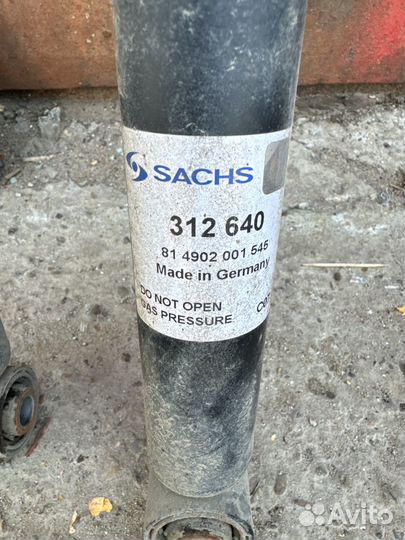 SACHS
312 640
81 4902 001 545
Made in Germany
DO NOT OPEN
GAS PRESSURE
Avito